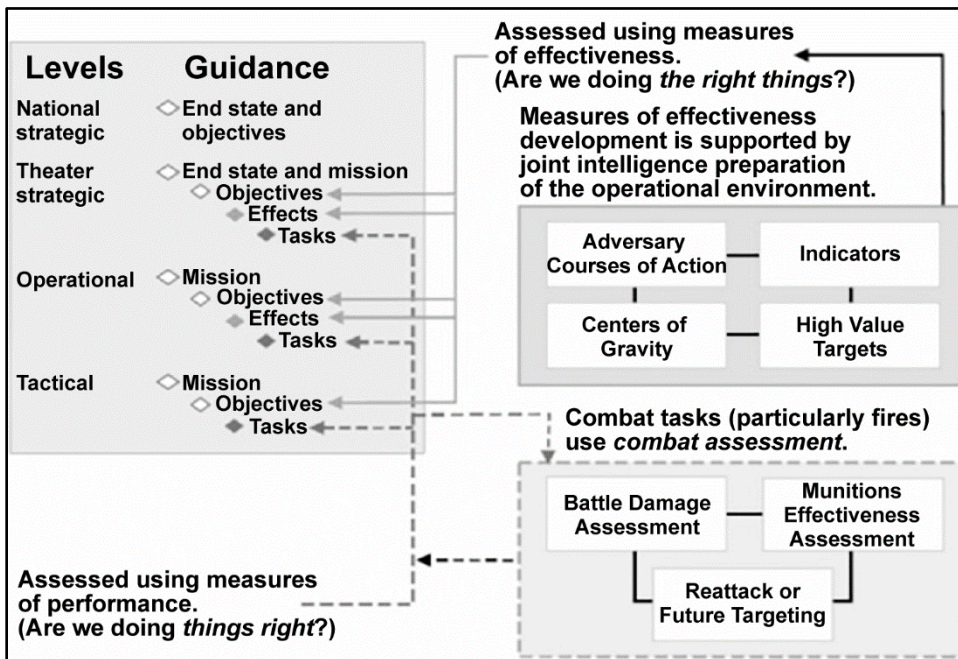 Levels Guidance
National strategic
End state and objectives
Theater strategic
End state and mission
Objectives
Effects
Tasks
Operational
Mission
Objectives
Effects
Tasks
Tactical
Mission
Objectives
Tasks
Assessed using measures
of performance.
(Are we doing things right?)
Assessed using measures
of effectiveness.
(Are we doing the right things?)
Measures of effectiveness
development is supported by
joint intelligence preparation
of the operational environment.
Adversary
Courses of Action
Indicators
Centers of
Gravity
High Value
Targets
Combat tasks (particularly fires)
use combat assessment.
Battle Damage
Assessment
Munitions
Effectiveness
Assessment
Reattack or
Future Targeting